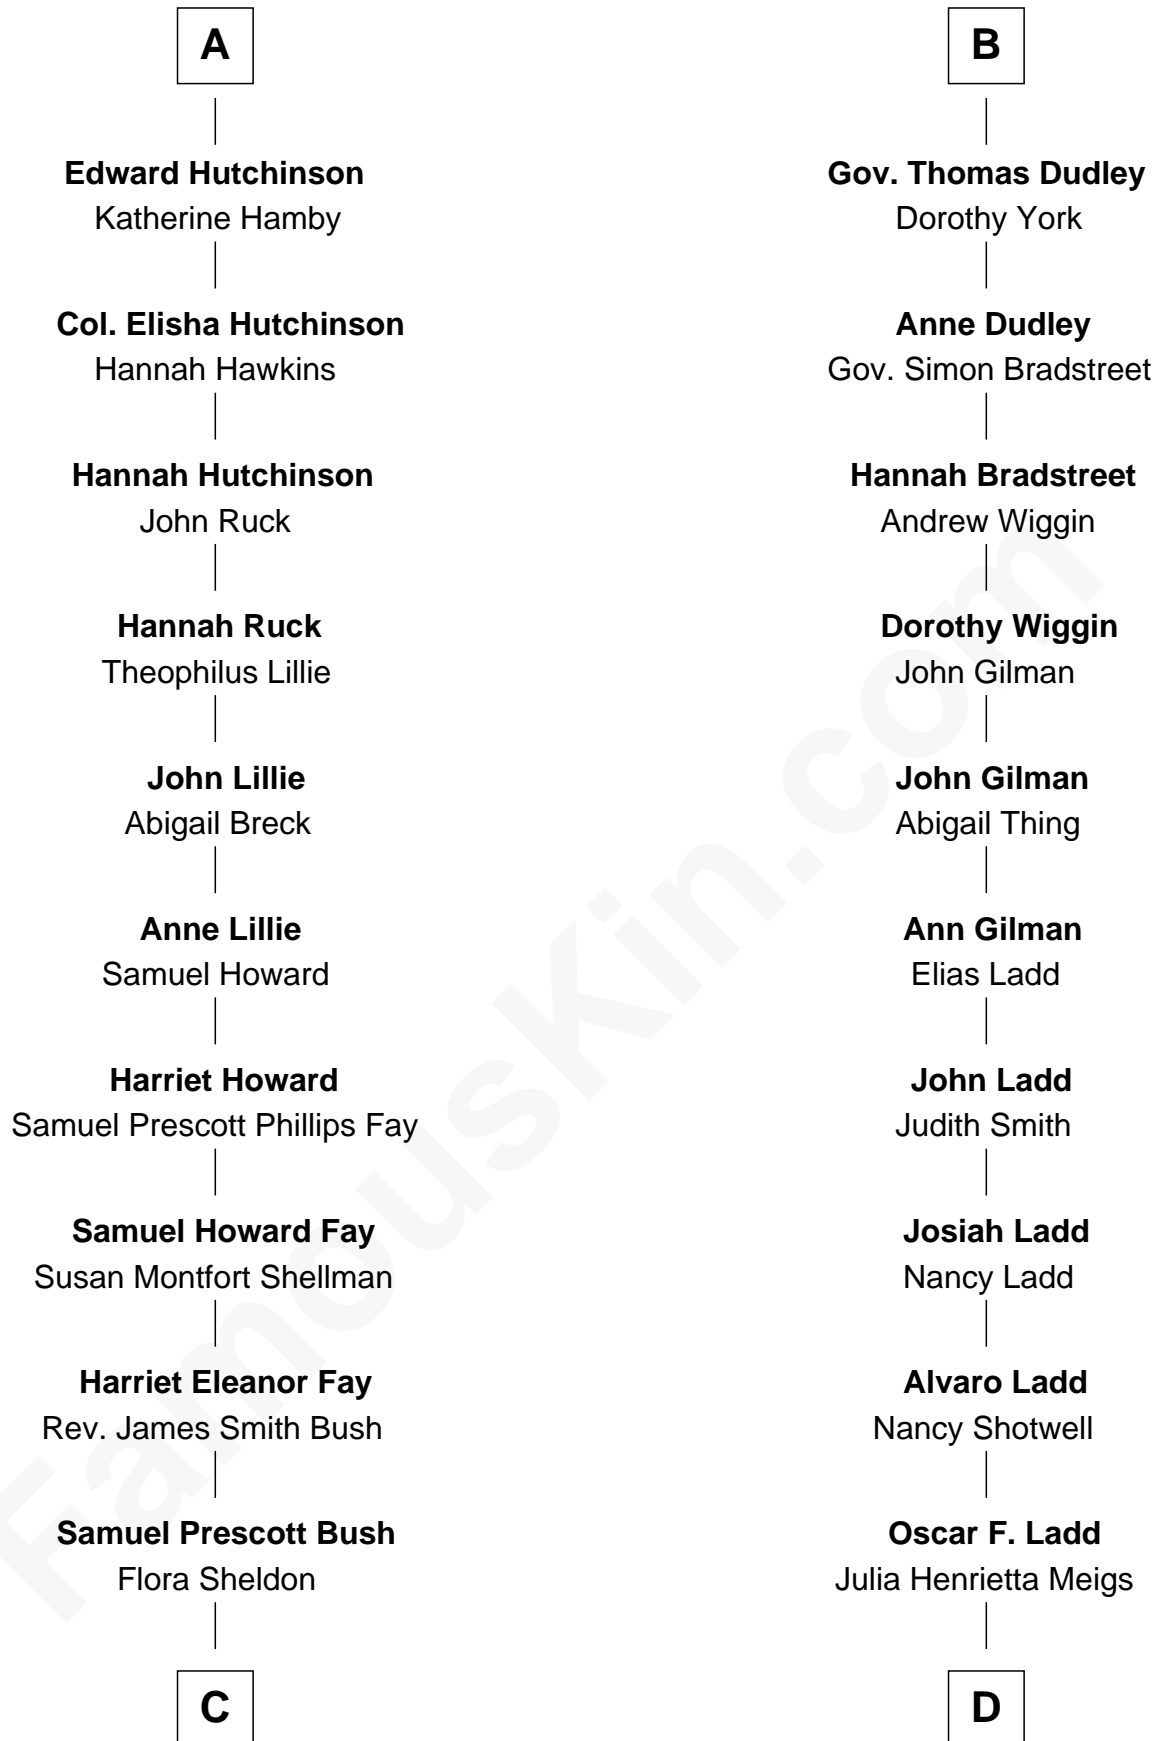 A
Edward Hutchinson
Katherine Hamby
Col. Elisha Hutchinson
Hannah Hawkins
Hannah Hutchinson
John Ruck
Hannah Ruck
Theophilus Lillie
John Lillie
Abigail Breck
Anne Lillie
Samuel Howard
Harriet Howard
Samuel Prescott Phillips Fay
Samuel Howard Fay
Susan Montfort Shellman
Harriet Eleanor Fay
Rev. James Smith Bush
Samuel Prescott Bush
Flora Sheldon
C
B
Gov. Thomas Dudley
Dorothy York
Anne Dudley
Gov. Simon Bradstreet
Hannah Bradstreet
Andrew Wiggin
Dorothy Wiggin
John Gilman
John Gilman
Abigail Thing
Ann Gilman
Elias Ladd
John Ladd
Judith Smith
Josiah Ladd
Nancy Ladd
Alvaro Ladd
Nancy Shotwell
Oscar F. Ladd
Julia Henrietta Meigs
D
FamousKin.com